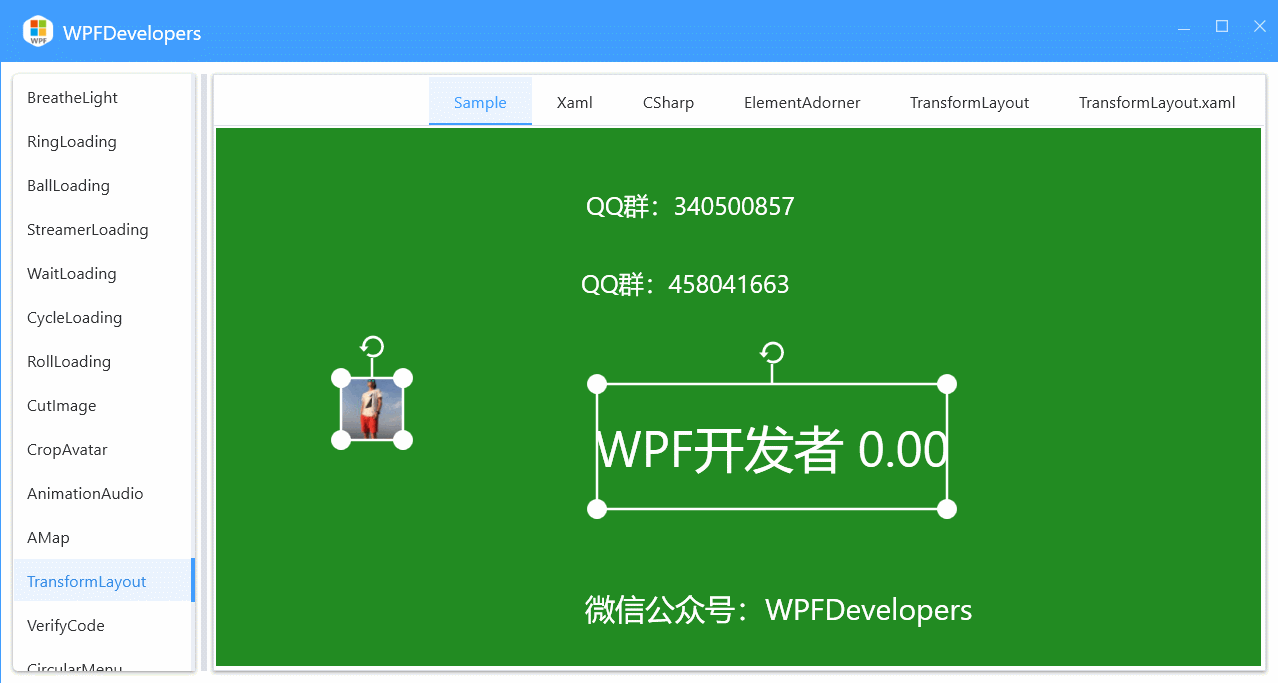 WPF
WPFDevelopers
BreatheLight
RingLoading
BallLoading
StreamerLoading
WaitLoading
CycleLoading
RollLoading
CutImage
CropAvatar
AnimationAudio
AMap
TransformLayout
VerifyCode
CircularMenu
Sample Xaml CSharp ElementAdorner TransformLayout TransformLayout.xaml
QQ群：340500857
QQ群：458041663
WPF开发者 0.00
微信公众号：WPFDevelopers